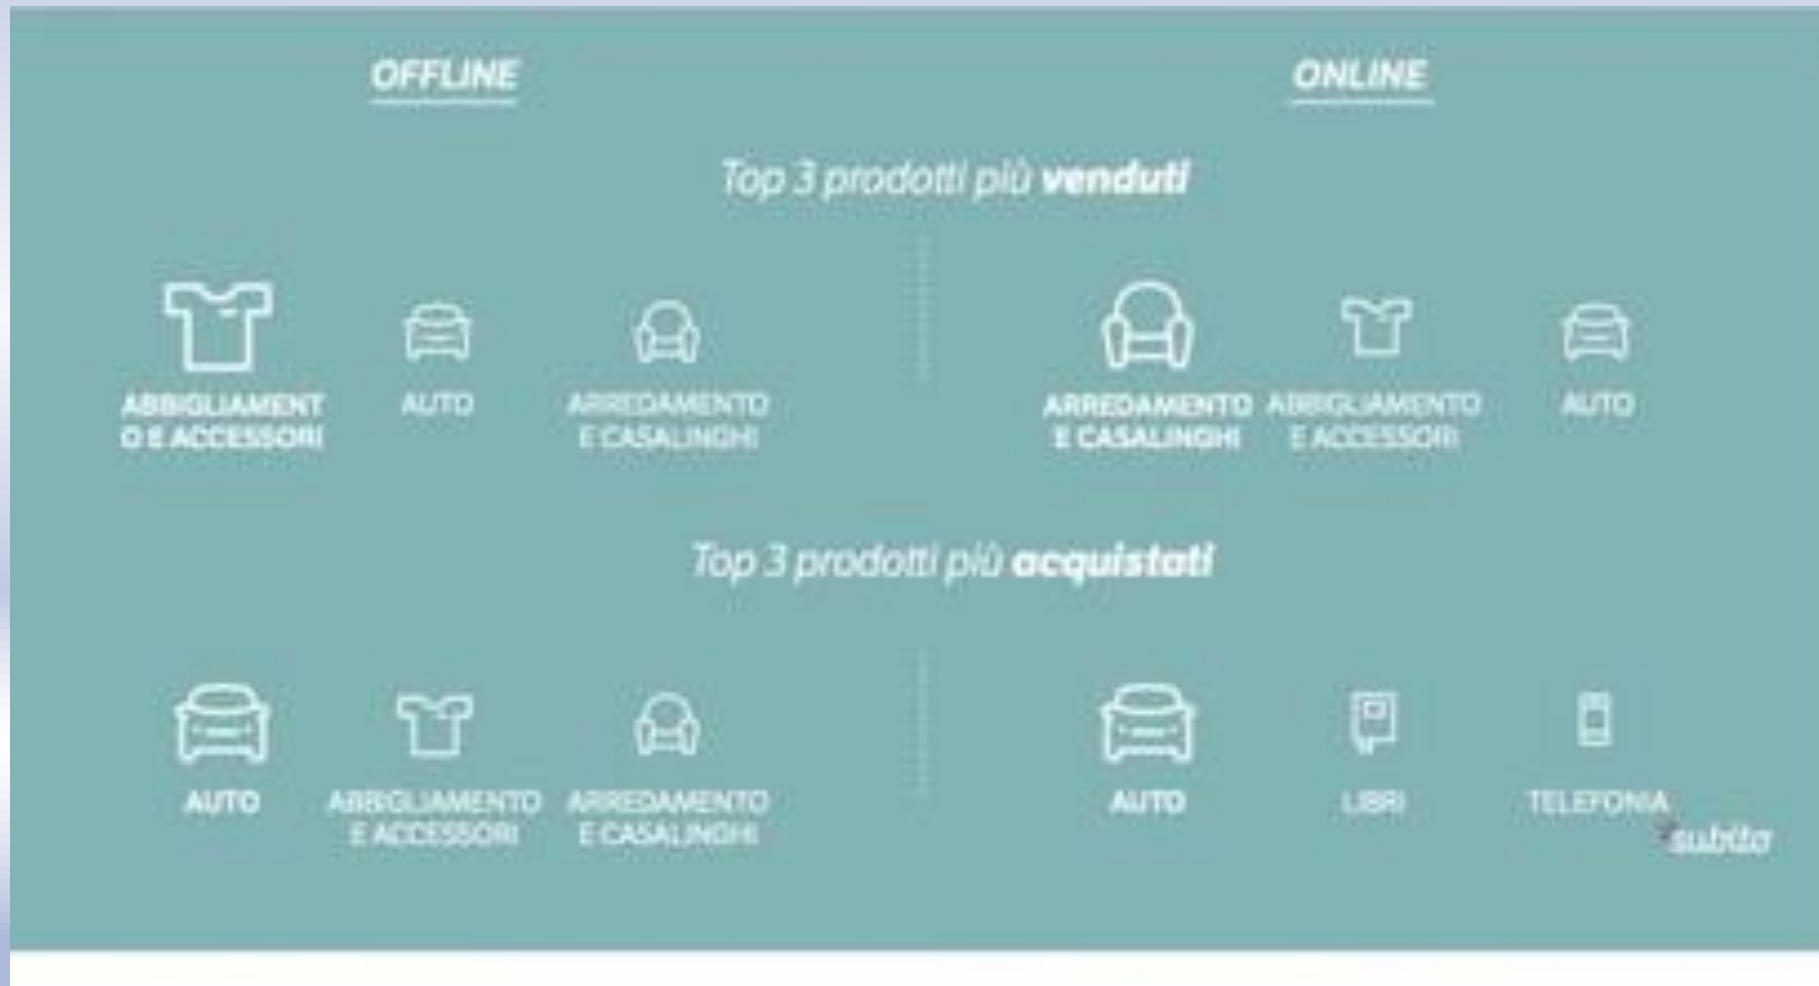 OFFLINE
ONLINE
Top 3 prodotti più venduti
ABBIGLIAMENT
O E ACCESSORI
AUTO
ARREDAMENTO
E CASALINGHI
ARREDAMENTO
E CASALINGHI
ABBIGLIAMENTO
E ACCESSORI
AUTO
Top 3 prodotti più acquistati
AUTO
ABBIGLIAMENTO
E ACCESSORI
ARREDAMENTO
E CASALINGHI
AUTO
LIBRI
TELEFONIA
subito